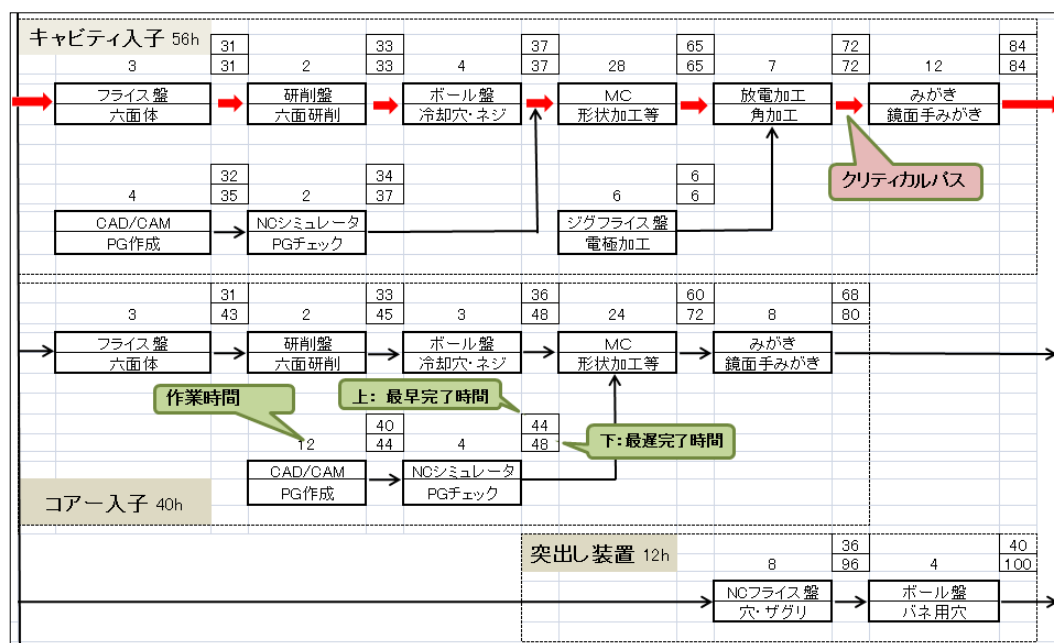 キャビティ入子 56h
31 33 37 65 72 84
31 33 37 65 72 84
3 2 4 28 7 12
フライス盤 研削盤 ボール盤 MC 放電加工 みがき
六面体 六面研削 冷却穴・ネジ 形状加工等 角加工 鏡面手みがき
クリティカルパス
32 34 6
35 37 6
4 2 6
CAD/CAM NCシミュレータ ジグフライス盤
PG作成 PGチェック 電極加工
31 33 36 60 68
43 45 48 72 80
3 2 3 24 8
フライス盤 研削盤 ボール盤 MC みがき
六面体 六面研削 冷却穴・ネジ 形状加工等 鏡面手みがき
作業時間
上：最早完了時間
下：最遅完了時間
40 44
44 48
12 4
CAD/CAM NCシミュレータ
PG作成 PGチェック
コアー入子 40h
突出し装置 12h
36 40
96 100
8 4
NCフライス盤 ボール盤
穴・ザグリ バネ用穴